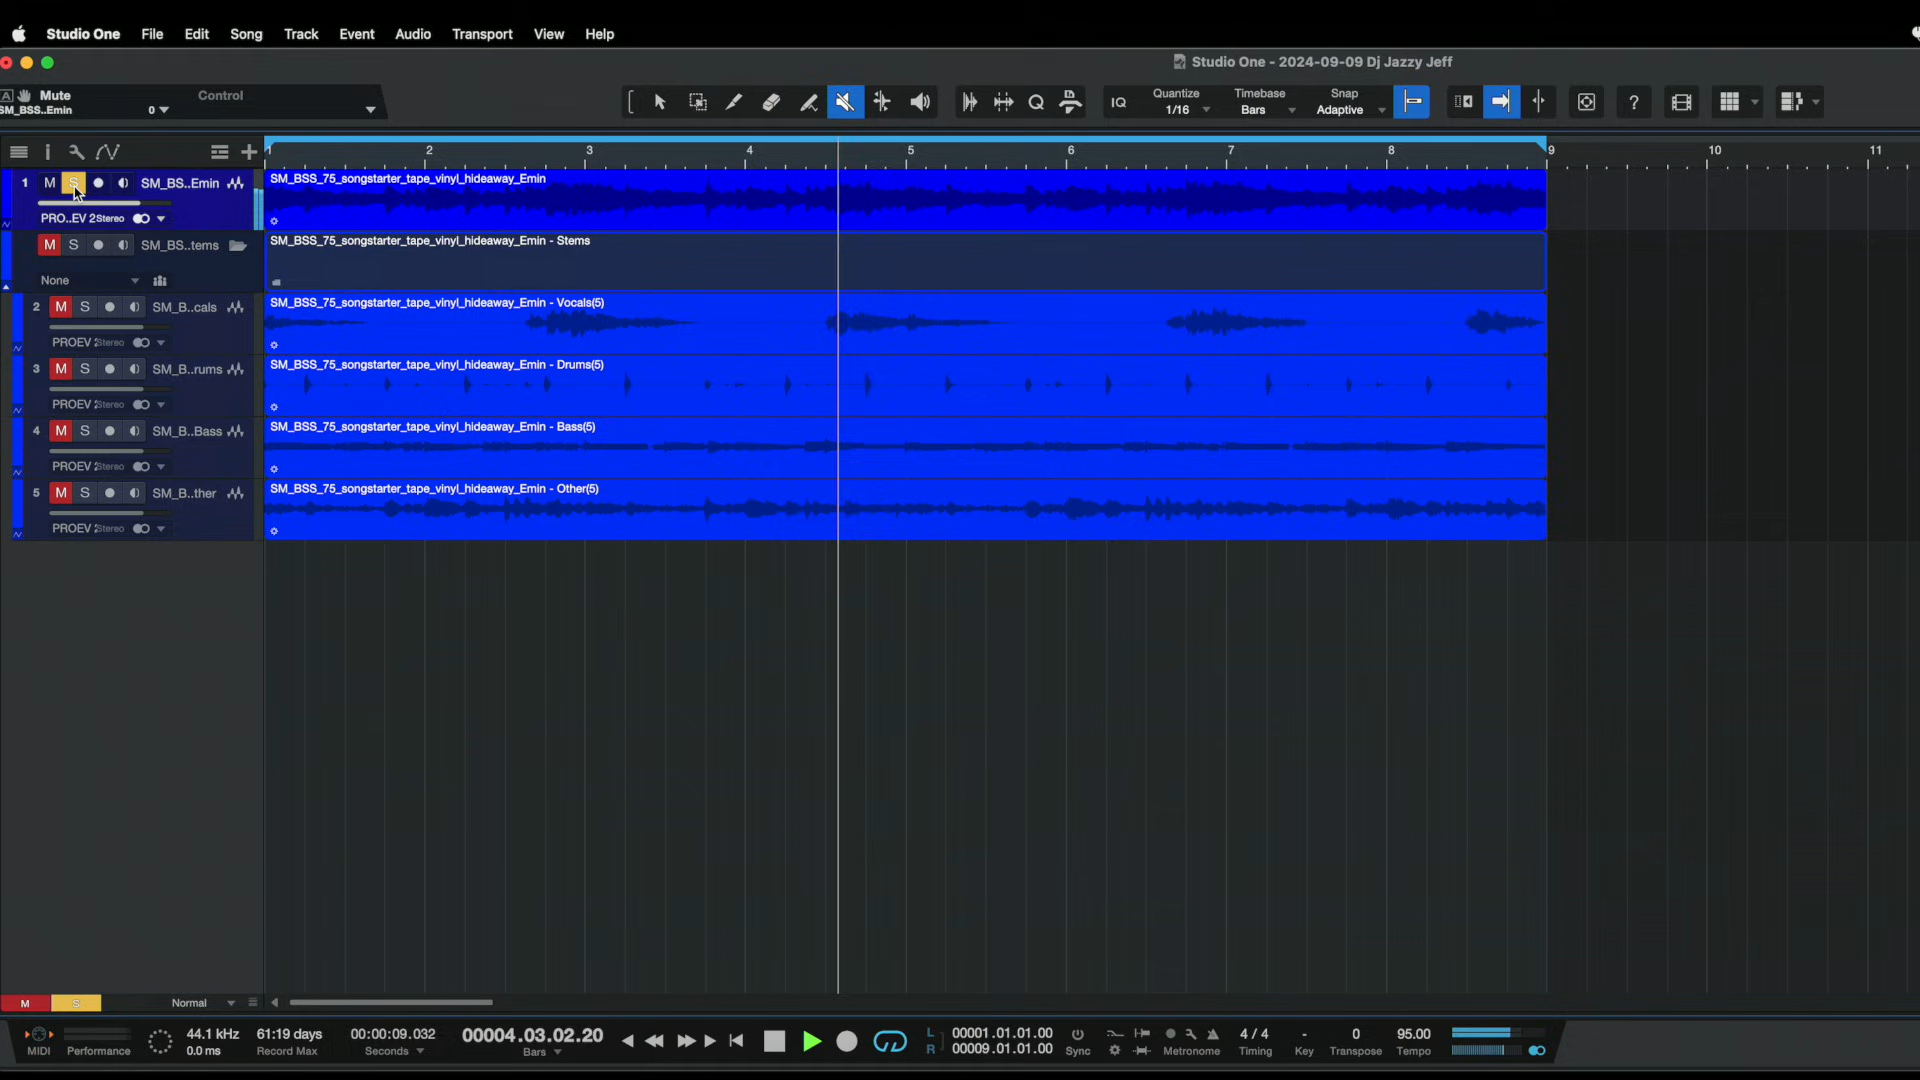 Studio One File Edit Song Track Event Audio Transport View Help
Studio One - 2024-09-09 Dj Jazzy Jeff
A Mute Control
SM_BSS..Emin 0
IQ Quantize Timebase Snap
1/16 Bars Adaptive
?
1 2 3 4 5 6 7 8 9 10 11
1 M S SM_BS..Emin
PRO..EV 2 Stereo
SM_BSS_75_songstarter_tape_vinyl_hideaway_Emin
M S SM_BS..tems
None
SM_BSS_75_songstarter_tape_vinyl_hideaway_Emin - Stems
2 M S SM_B..cals
PROEV Stereo
SM_BSS_75_songstarter_tape_vinyl_hideaway_Emin - Vocals(5)
3 M S SM_B..rums
PROEV Stereo
SM_BSS_75_songstarter_tape_vinyl_hideaway_Emin - Drums(5)
4 M S SM_B..Bass
PROEV Stereo
SM_BSS_75_songstarter_tape_vinyl_hideaway_Emin - Bass(5)
5 M S SM_B..ther
PROEV Stereo
SM_BSS_75_songstarter_tape_vinyl_hideaway_Emin - Other(5)
M S Normal
MIDI Performance
44.1 kHz
0.0 ms
61:19 days
Record Max
00:00:09.032
Seconds
00004.03.02.20
Bars
L 00001.01.01.00
R 00009.01.01.00
Sync Metronome
4 / 4
Timing
-
Key
0
Transpose
95.00
Tempo